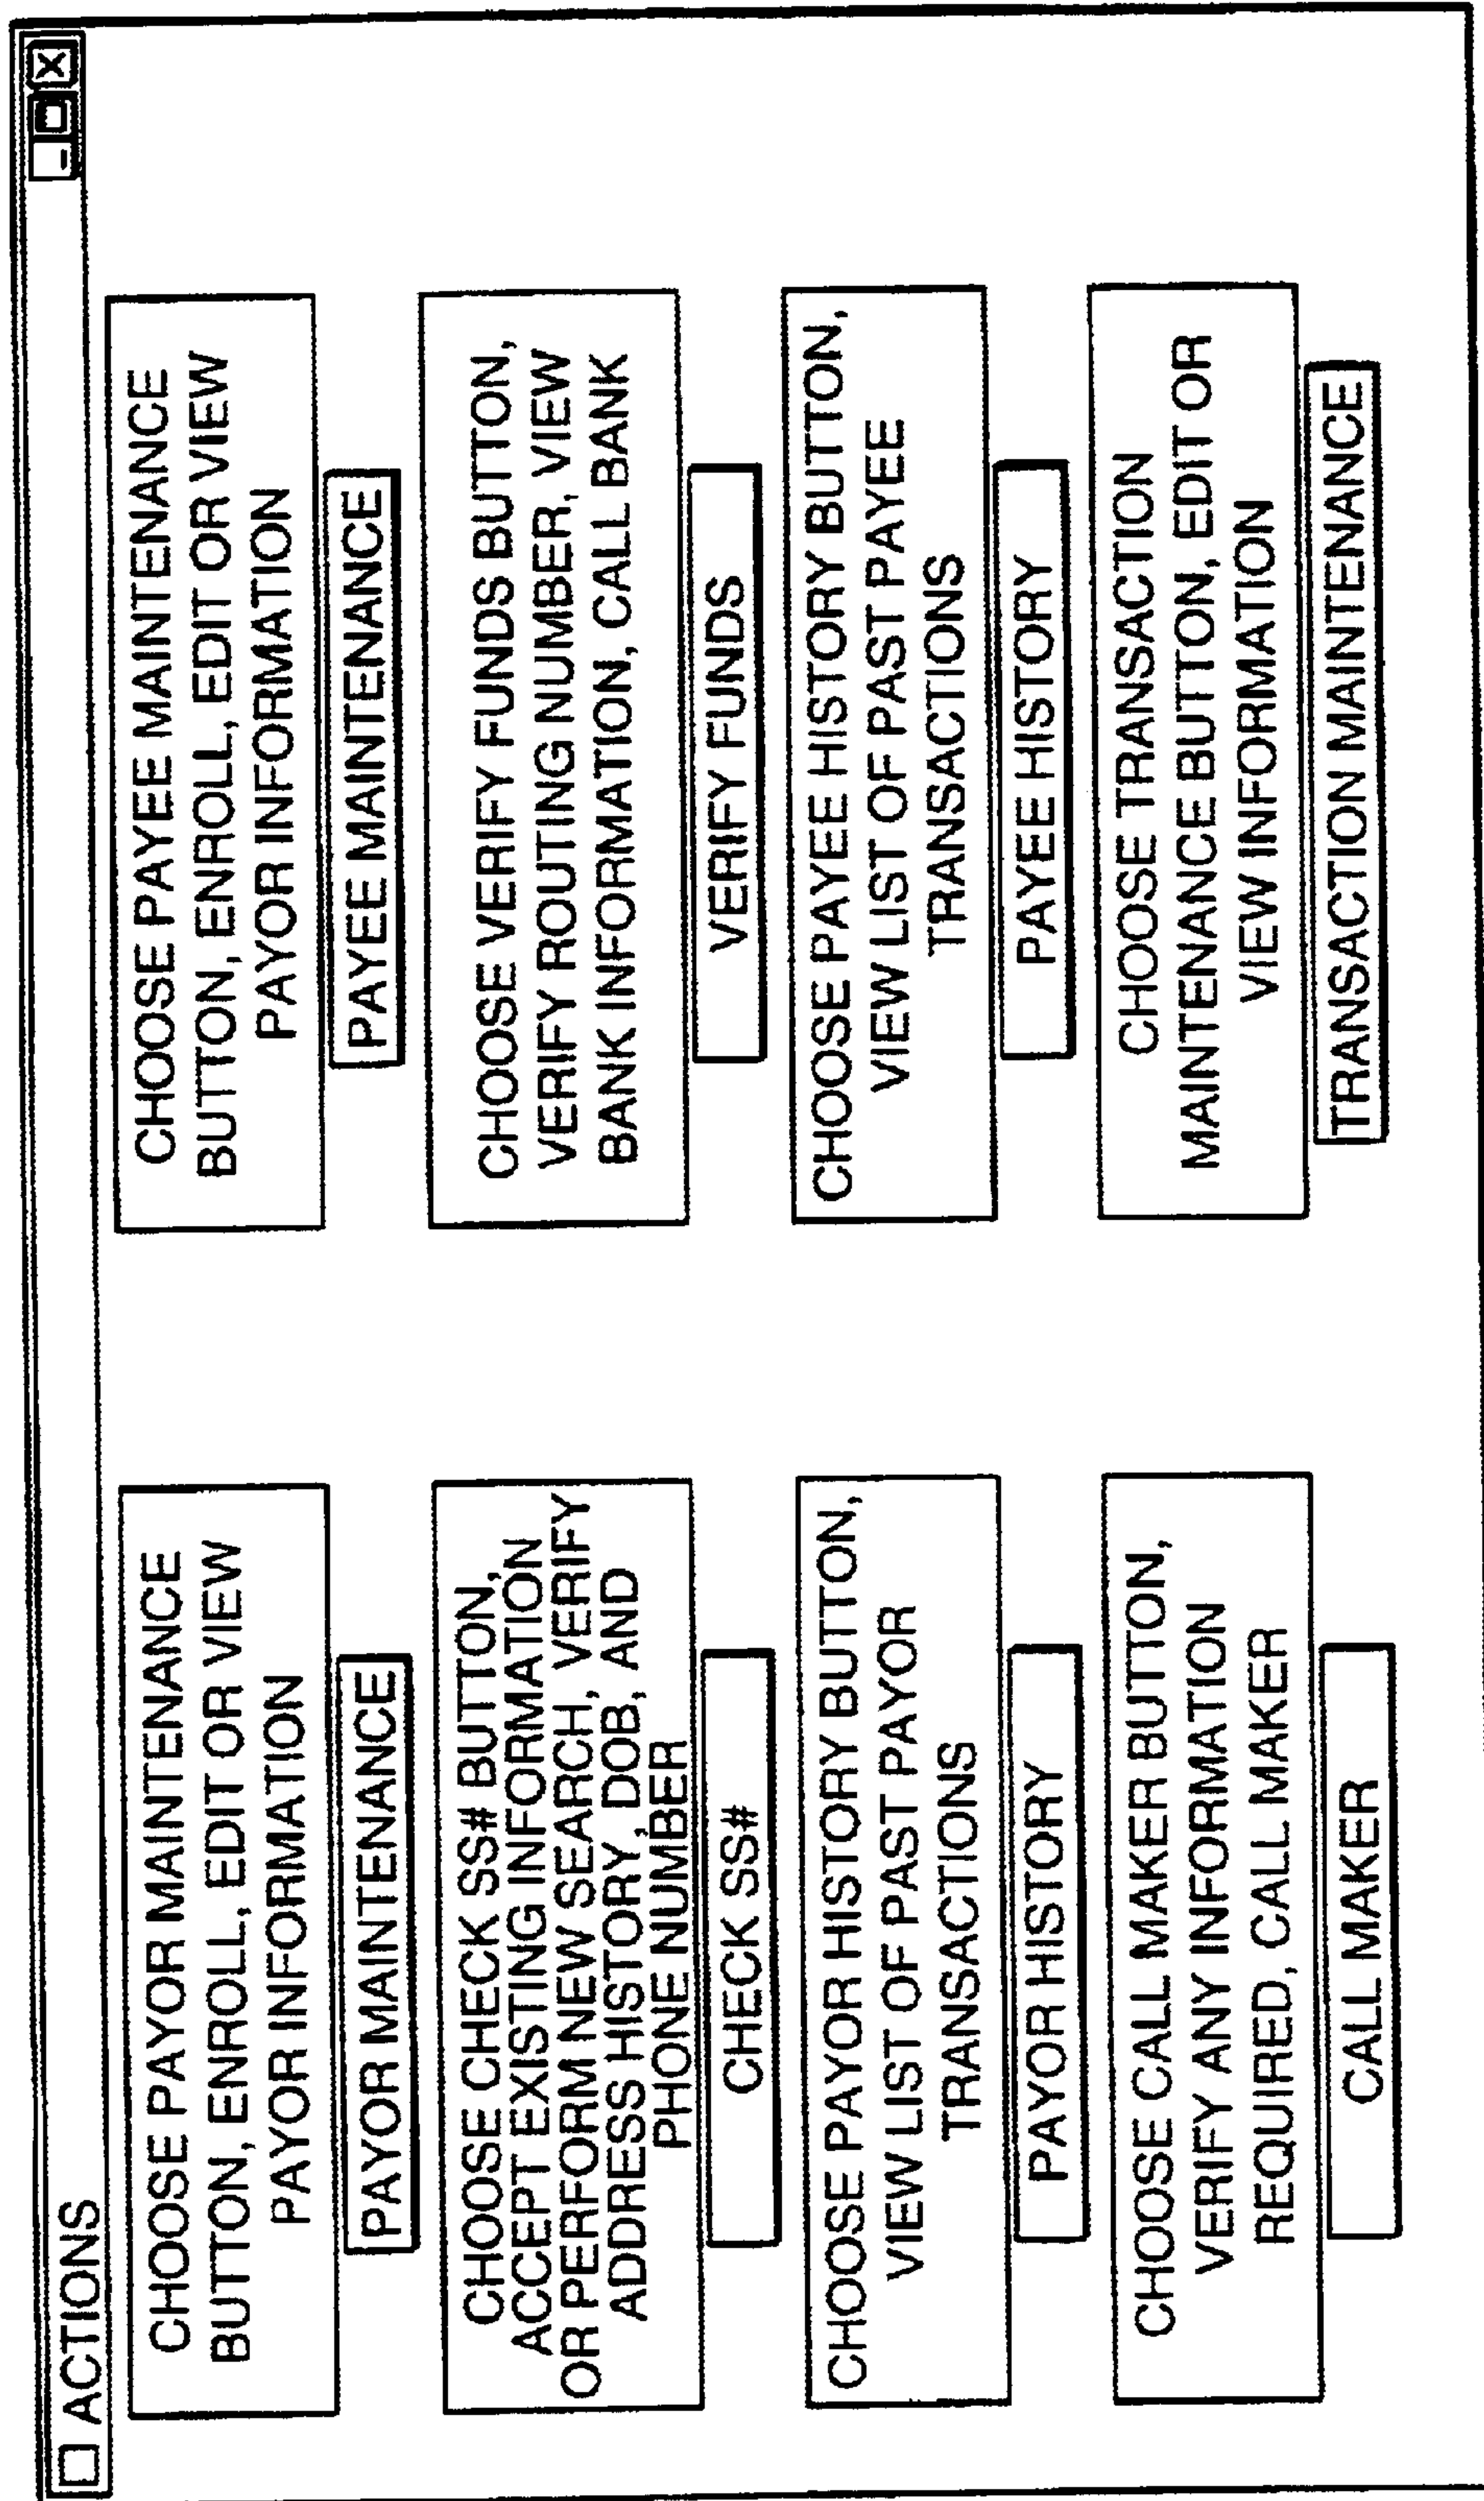 ACTIONS
CHOOSE PAYOR MAINTENANCE
BUTTON, ENROLL, EDIT OR VIEW
PAYOR INFORMATION
PAYOR MAINTENANCE
CHOOSE CHECK SS# BUTTON,
ACCEPT EXISTING INFORMATION
OR PERFORM NEW SEARCH, VERIFY
ADDRESS HISTORY ,DOB, AND
PHONE NUMBER
CHECK SS#
CHOOSE PAYOR HISTORY BUTTON,
VIEW LIST OF PAST PAYOR
TRANSACTIONS
PAYOR HISTORY
CHOOSE CALL MAKER BUTTON,
VERIFY ANY INFORMATION
REQUIRED, CALL MAKER
CALL MAKER
CHOOSE PAYEE MAINTENANCE
BUTTON, ENROLL, EDIT OR VIEW
PAYOR INFORMATION
PAYEE MAINTENANCE
CHOOSE VERIFY FUNDS BUTTON,
VERIFY ROUTING NUMBER, VIEW
BANK INFORMATION, CALL BANK
VERIFY FUNDS
CHOOSE PAYEE HISTORY BUTTON,
VIEW LIST OF PAST PAYEE
TRANSACTIONS
PAYEE HISTORY
CHOOSE TRANSACTION
MAINTENANCE BUTTON, EDIT OR
VIEW INFORMATION
TRANSACTION MAINTENANCE